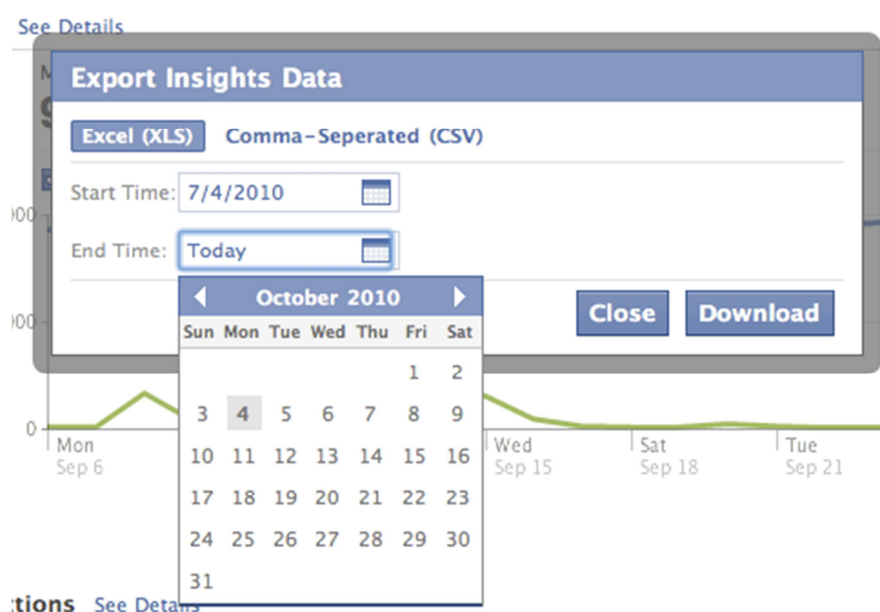 See Details
Export Insights Data
Excel (XLS) Comma-Seperated (CSV)
Start Time: 7/4/2010
000
End Time: Today
October 2010
Close Download
Sun Mon Tue Wed Thu Fri Sat
1 2
3 4 5 6 7 8 9
0
Mon Wed Sat Tue
Sep 6 Sep 15 Sep 18 Sep 21
10 11 12 13 14 15 16
17 18 19 20 21 22 23
24 25 26 27 28 29 30
31
See Details